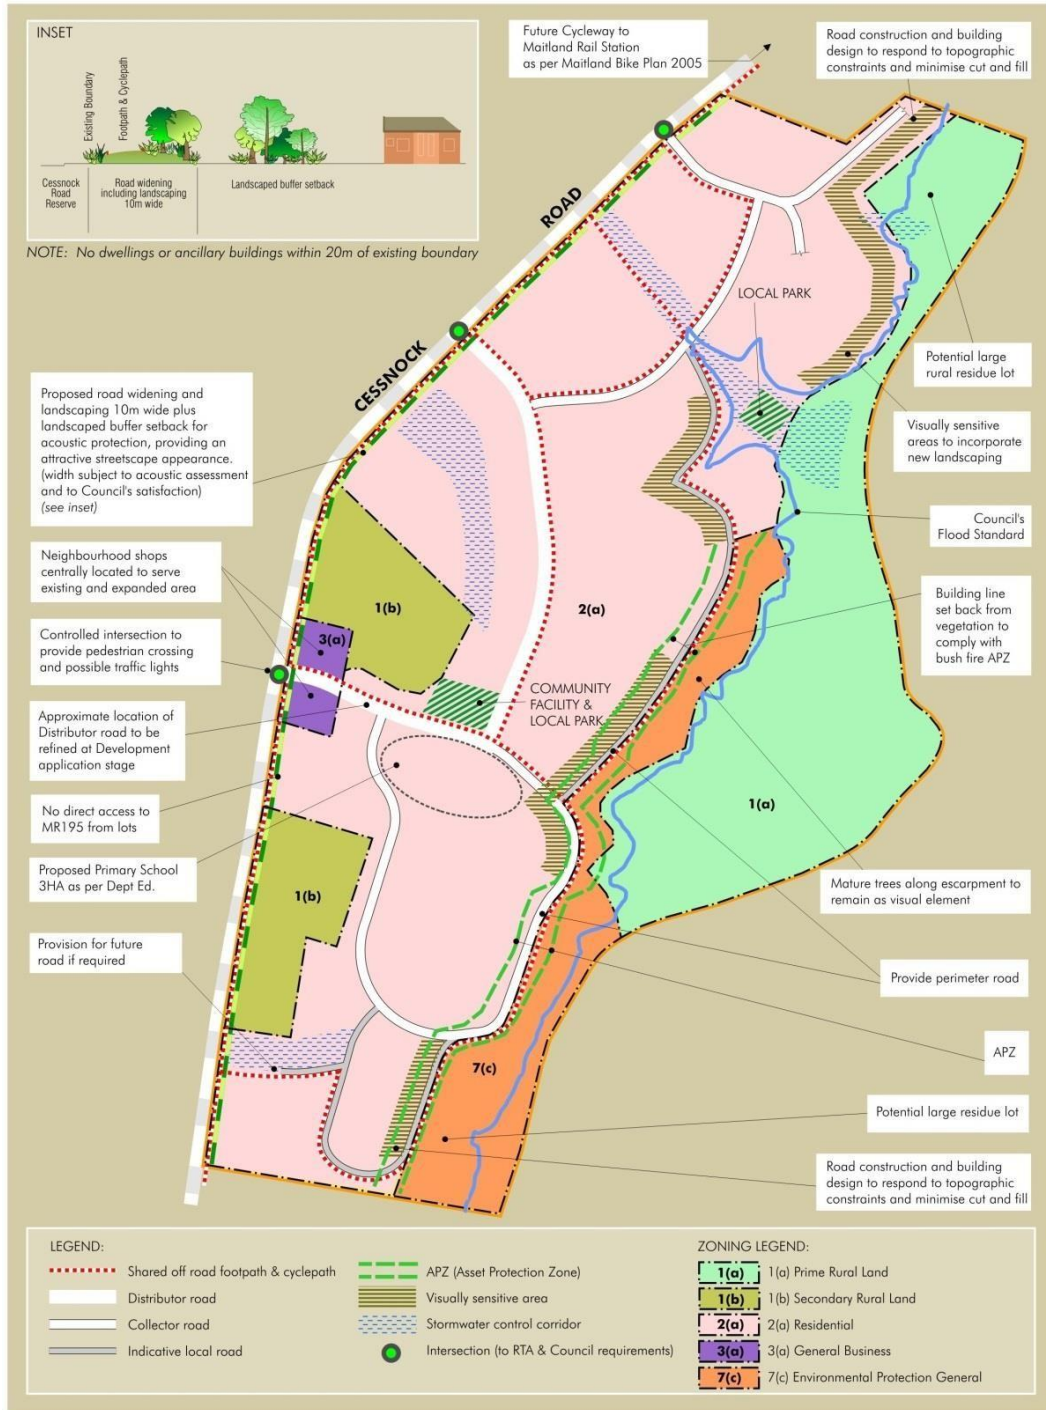 INSET
Existing Boundary
Footpath & Cyclepath
Cessnock
Road
Reserve
Road widening
including landscaping
10m wide
Landscaped buffer setback
NOTE: No dwellings or ancillary buildings within 20m of existing boundary
Future Cycleway to
Maitland Rail Station
as per Maitland Bike Plan 2005
Road construction and building
design to respond to topographic
constraints and minimise cut and fill
CESSNOCK
ROAD
LOCAL PARK
Potential large
rural residue lot
Visually sensitive
areas to incorporate
new landscaping
Council's
Flood Standard
Building line
set back from
vegetation to
comply with
bush fire APZ
Proposed road widening and
landscaping 10m wide plus
landscaped buffer setback for
acoustic protection, providing an
attractive streetscape appearance.
(width subject to acoustic assessment
and to Council's satisfaction)
(see inset)
Neighbourhood shops
centrally located to serve
existing and expanded area
Controlled intersection to
provide pedestrian crossing
and possible traffic lights
Approximate location of
Distributor road to be
refined at Development
application stage
No direct access to
MR195 from lots
Proposed Primary School
3HA as per Dept Ed.
Provision for future
road if required
1(b)
3(a)
2(a)
COMMUNITY
FACILITY &
LOCAL PARK
1(a)
1(b)
7(c)
Mature trees along escarpment to
remain as visual element
Provide perimeter road
APZ
Potential large residue lot
Road construction and building
design to respond to topographic
constraints and minimise cut and fill
LEGEND:
Shared off road footpath & cyclepath
Distributor road
Collector road
Indicative local road
APZ (Asset Protection Zone)
Visually sensitive area
Stormwater control corridor
Intersection (to RTA & Council requirements)
ZONING LEGEND:
1(a) 1(a) Prime Rural Land
1(b) 1(b) Secondary Rural Land
2(a) 2(a) Residential
3(a) 3(a) General Business
7(c) 7(c) Environmental Protection General